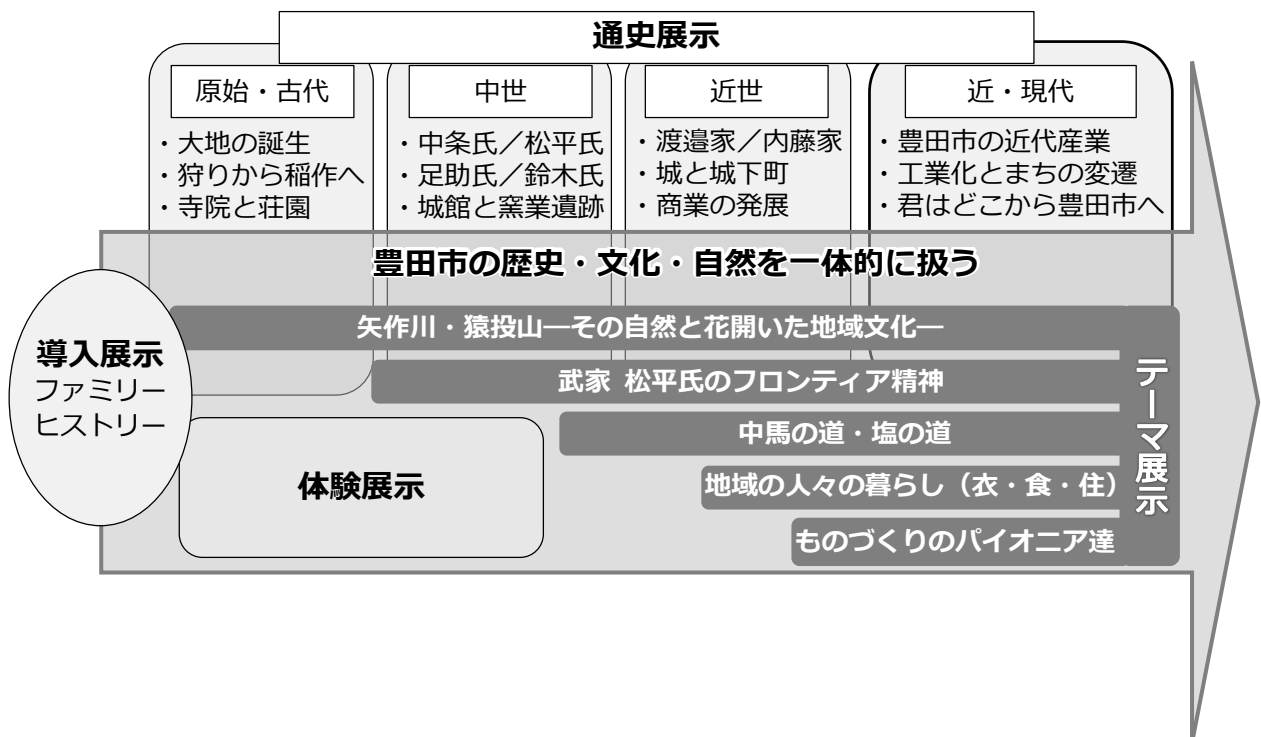 通史展示
原始・古代
・大地の誕生
・狩りから稲作へ
・寺院と荘園
中世
・中条氏／松平氏
・足助氏／鈴木氏
・城館と窯業遺跡
近世
・渡邉家／内藤家
・城と城下町
・商業の発展
近・現代
・豊田市の近代産業
・工業化とまちの変遷
・君はどこから豊田市へ
豊田市の歴史・文化・自然を一体的に扱う
導入展示
ファミリー
ヒストリー
矢作川・猿投山―その自然と花開いた地域文化―
武家 松平氏のフロンティア精神
中馬の道・塩の道
地域の人々の暮らし（衣・食・住）
ものづくりのパイオニア達
テーマ展示
体験展示